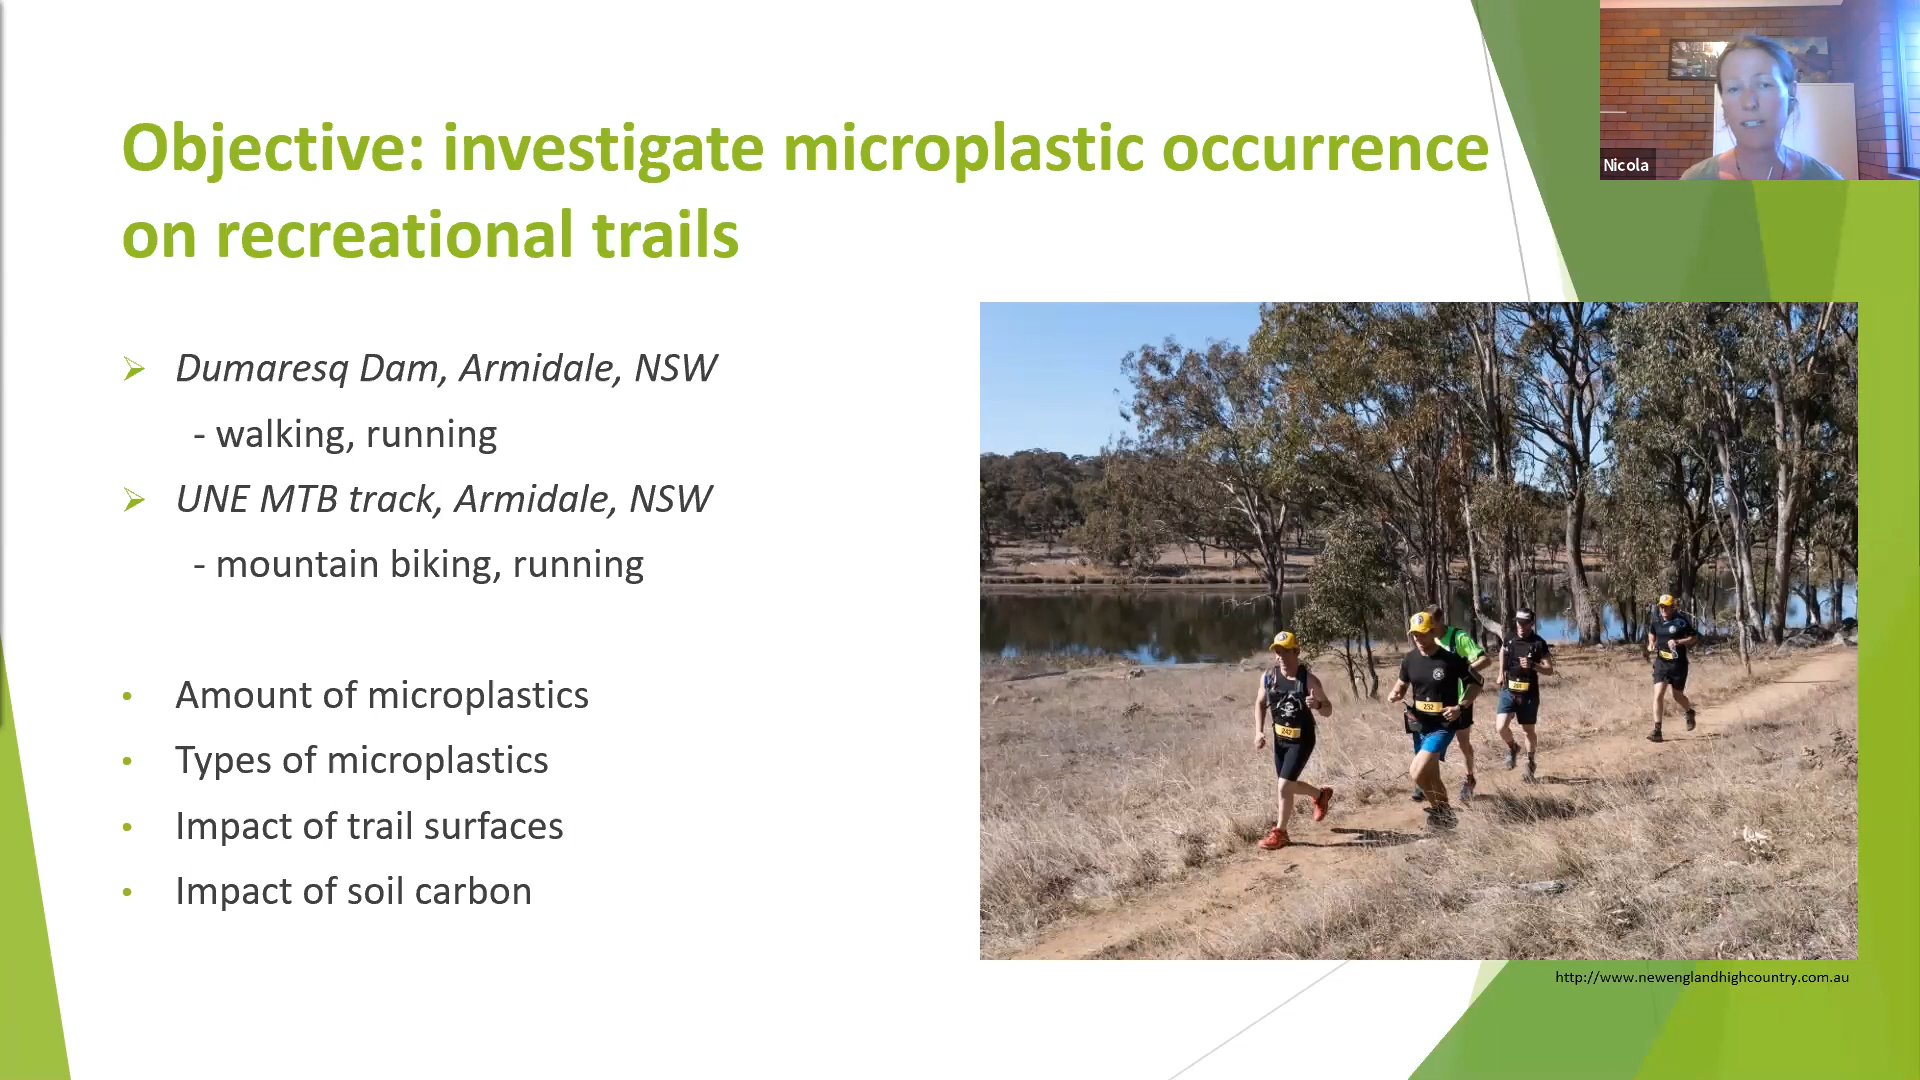 Objective: investigate microplastic occurrence
on recreational trails
Nicola
➢ Dumaresq Dam, Armidale, NSW
- walking, running
➢ UNE MTB track, Armidale, NSW
- mountain biking, running
• Amount of microplastics
• Types of microplastics
• Impact of trail surfaces
• Impact of soil carbon
242
232
http://www.newenglandhighcountry.com.au